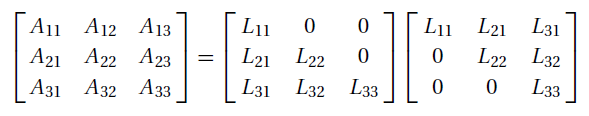 A₁₁ A₁₂ A₁₃ L₁₁ 0 0 L₁₁ L₂₁ L₃₁
A₂₁ A₂₂ A₂₃ = L₂₁ L₂₂ 0 0 L₂₂ L₃₂
A₃₁ A₃₂ A₃₃ L₃₁ L₃₂ L₃₃ 0 0 L₃₃